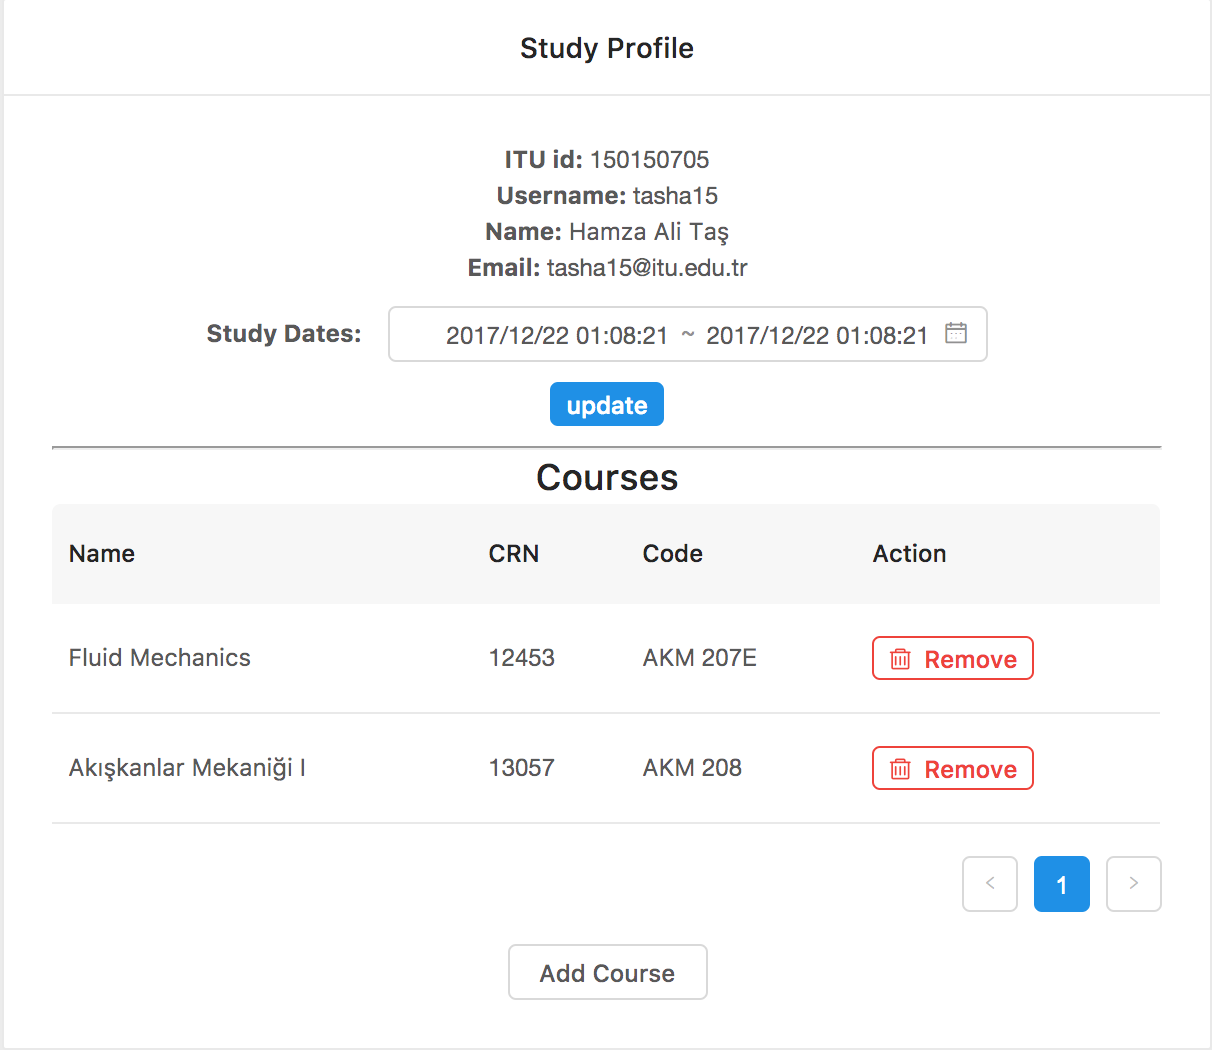 Study Profile
ITU id: 150150705
Username: tasha15
Name: Hamza Ali Taş
Email: tasha15@itu.edu.tr
Study Dates: 2017/12/22 01:08:21 ~ 2017/12/22 01:08:21
update
Courses
Name CRN Code Action
Fluid Mechanics 12453 AKM 207E Remove
Akışkanlar Mekaniği I 13057 AKM 208 Remove
< 1 >
Add Course